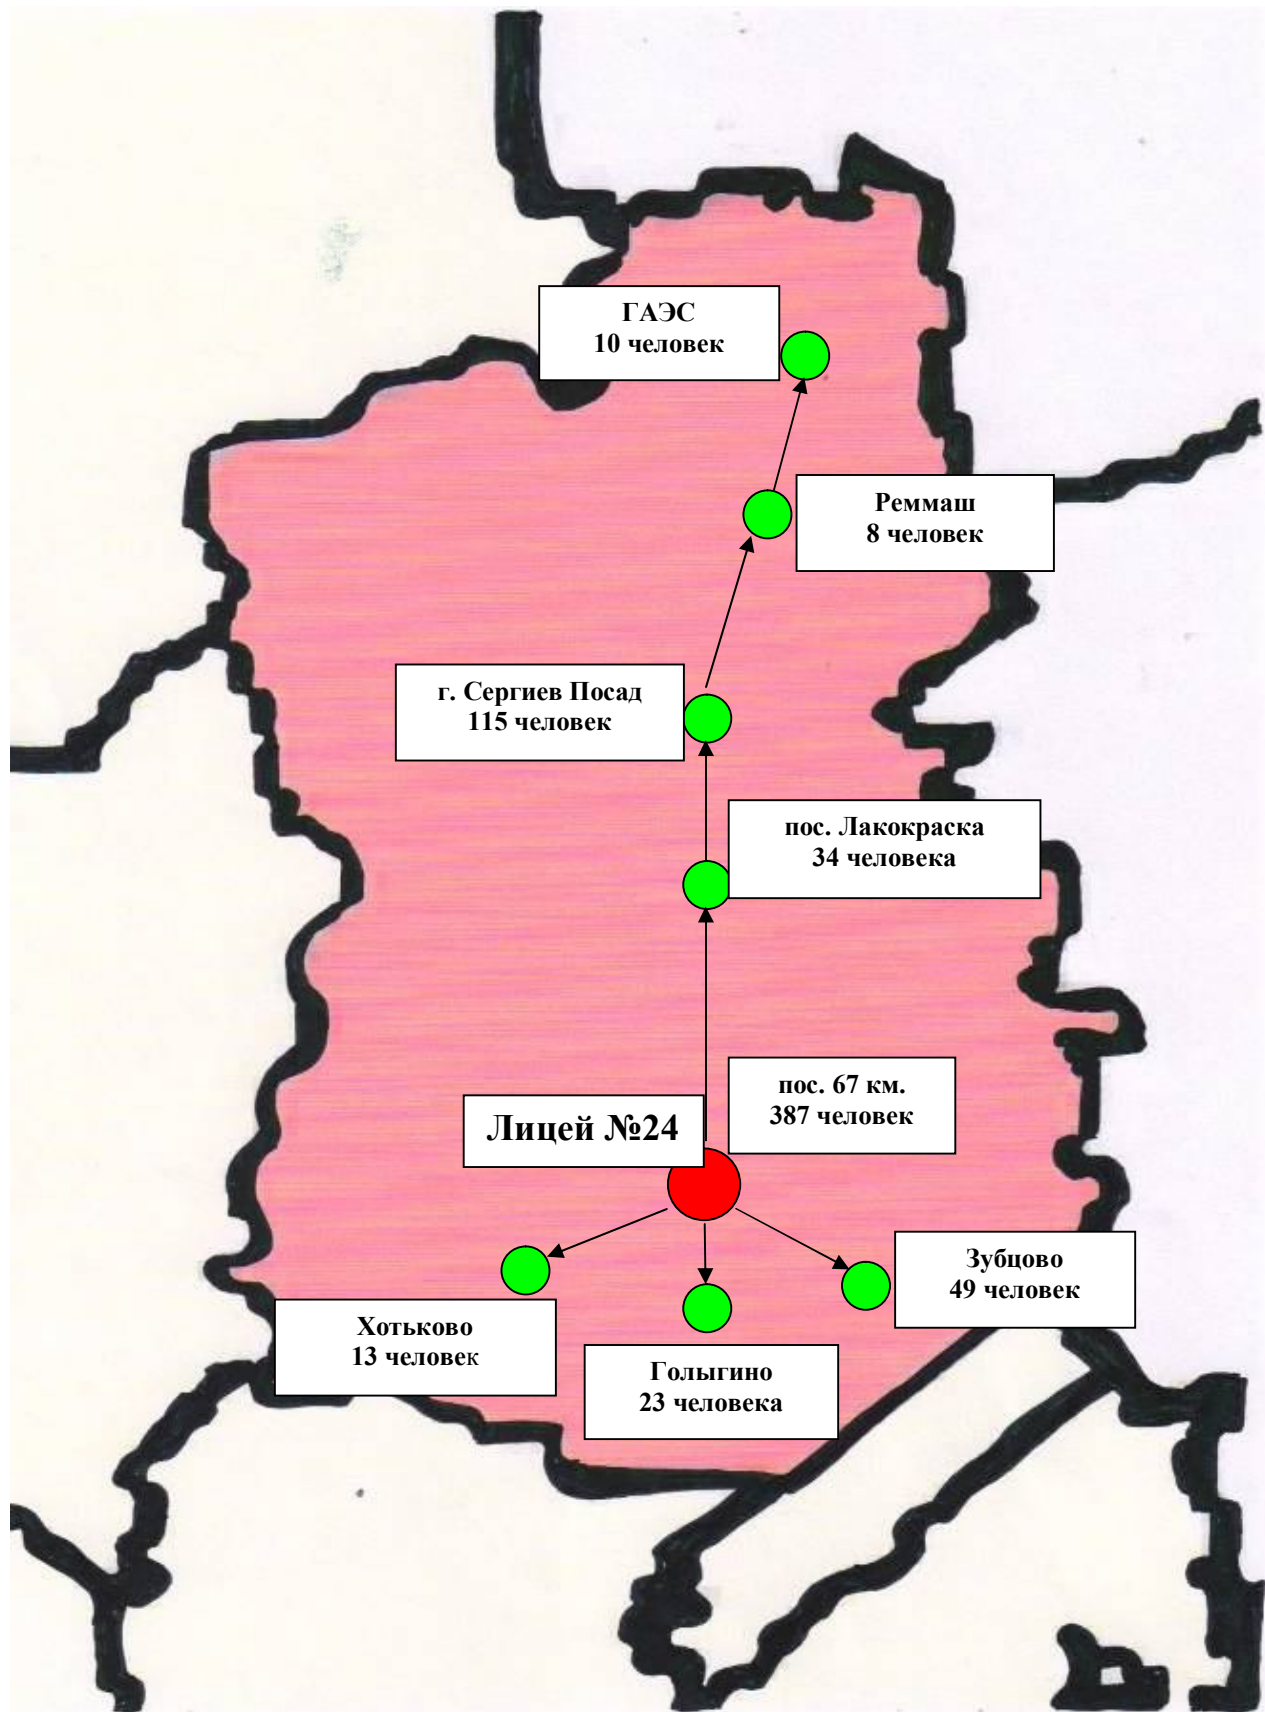 ГАЭС
10 человек
Реммаш
8 человек
г. Сергиев Посад
115 человек
пос. Лакокраска
34 человека
пос. 67 км.
387 человек
Лицей №24
Зубцово
49 человек
Хотьково
13 человек
Голыгино
23 человека